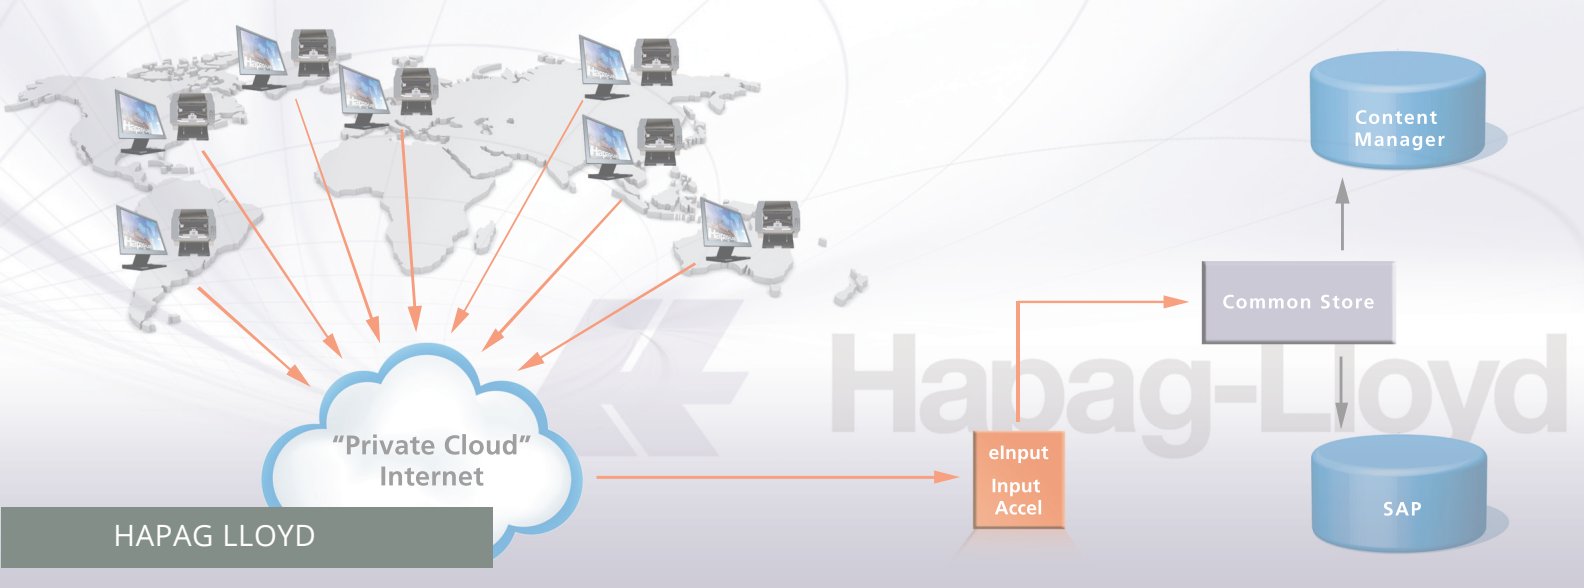 Content
Manager
Common Store
Hapag-Lloyd
"Private Cloud"
Internet
eInput
Input
Accel
SAP
HAPAG LLOYD